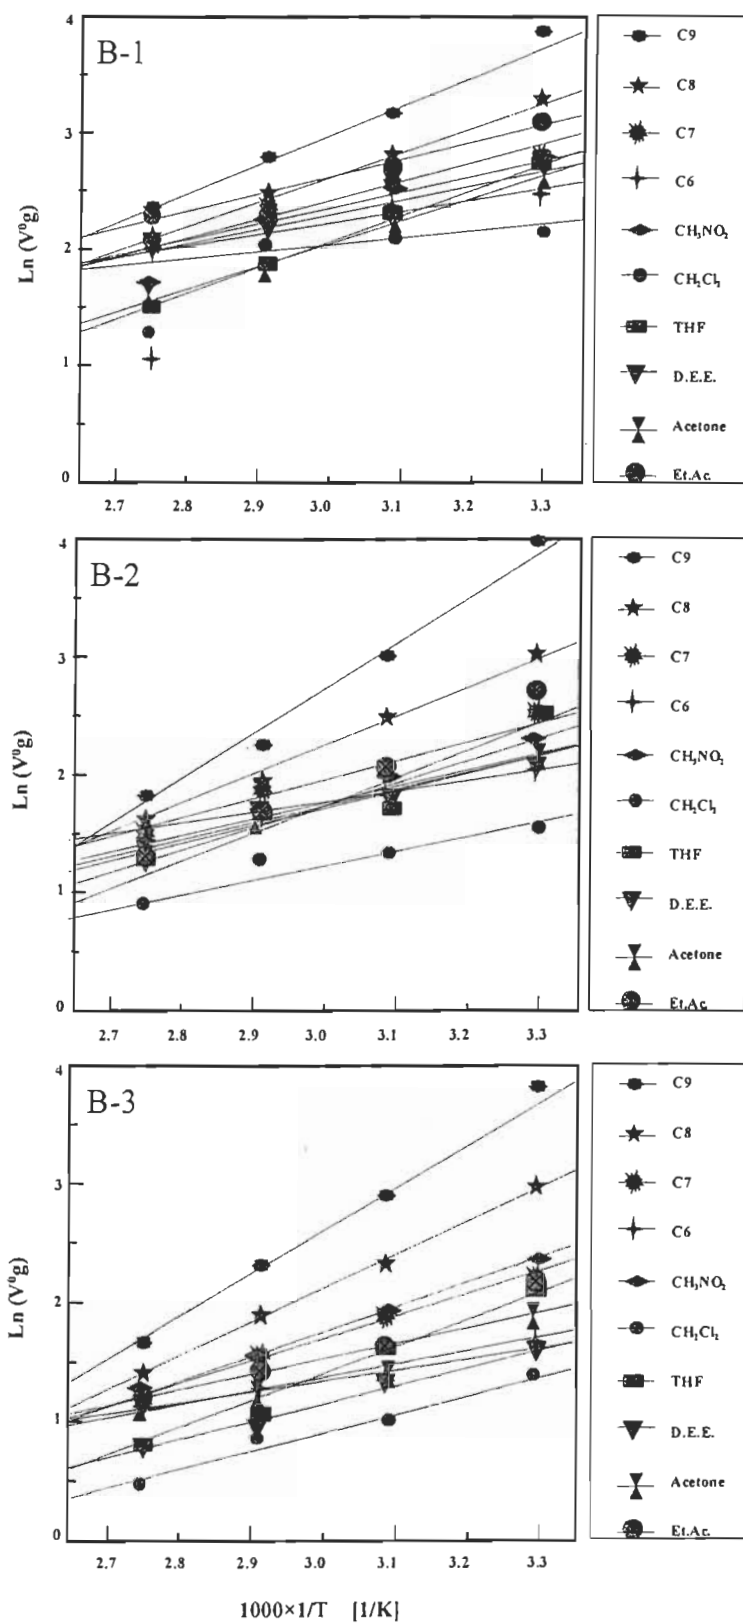 B-1
Ln (V⁰g)
4
3
2
1
0
2.7 2.8 2.9 3.0 3.1 3.2 3.3
C9
C8
C7
C6
CH₃NO₂
CH₂Cl₂
THF
D.E.E.
Acetone
Et.Ac.
B-2
Ln (V⁰g)
4
3
2
1
0
2.7 2.8 2.9 3.0 3.1 3.2 3.3
C9
C8
C7
C6
CH₃NO₂
CH₂Cl₂
THF
D.E.E.
Acetone
Et.Ac.
B-3
Ln (V⁰g)
4
3
2
1
0
2.7 2.8 2.9 3.0 3.1 3.2 3.3
1000×1/T [1/K]
C9
C8
C7
C6
CH₃NO₂
CH₂Cl₂
THF
D.E.E.
Acetone
Et.Ac.